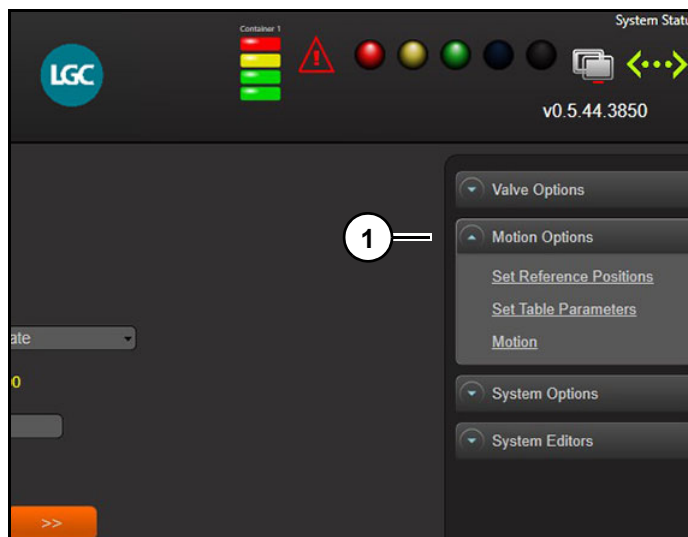 Container 1
System Statu
LGC
v0.5.44.3850
Valve Options
1
Motion Options
Set Reference Positions
Set Table Parameters
Motion
ate
0
System Options
System Editors
>>